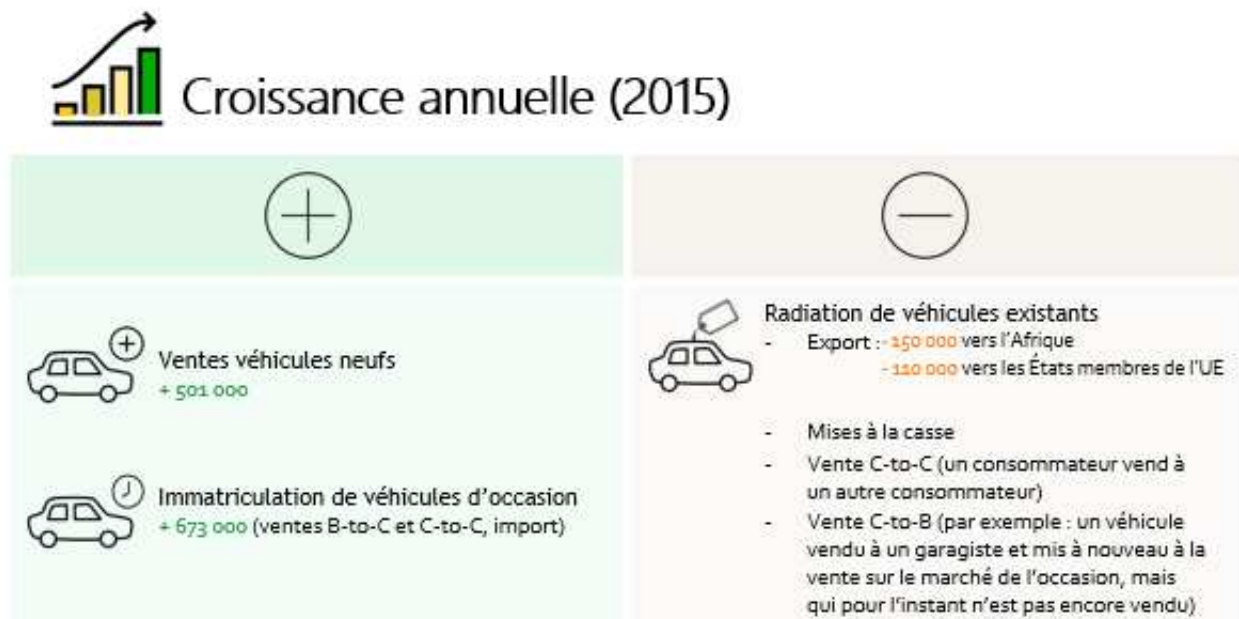 Croissance annuelle (2015)
Ventes véhicules neufs
+ 501 000
Immatriculation de véhicules d'occasion
+ 673 000 (ventes B-to-C et C-to-C, import)
Radiation de véhicules existants
- Export : - 150 000 vers l'Afrique
- 110 000 vers les États membres de l'UE
- Mises à la casse
- Vente C-to-C (un consommateur vend à
un autre consommateur)
- Vente C-to-B (par exemple : un véhicule
vendu à un garagiste et mis à nouveau à la
vente sur le marché de l'occasion, mais
qui pour l'instant n'est pas encore vendu)